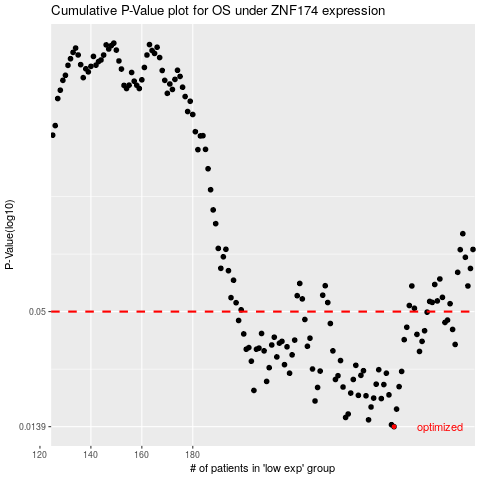 Cumulative P-Value plot for OS under ZNF174 expression
P-Value(log10)
0.05
0.0139
optimized
120 140 160 180
# of patients in 'low exp' group